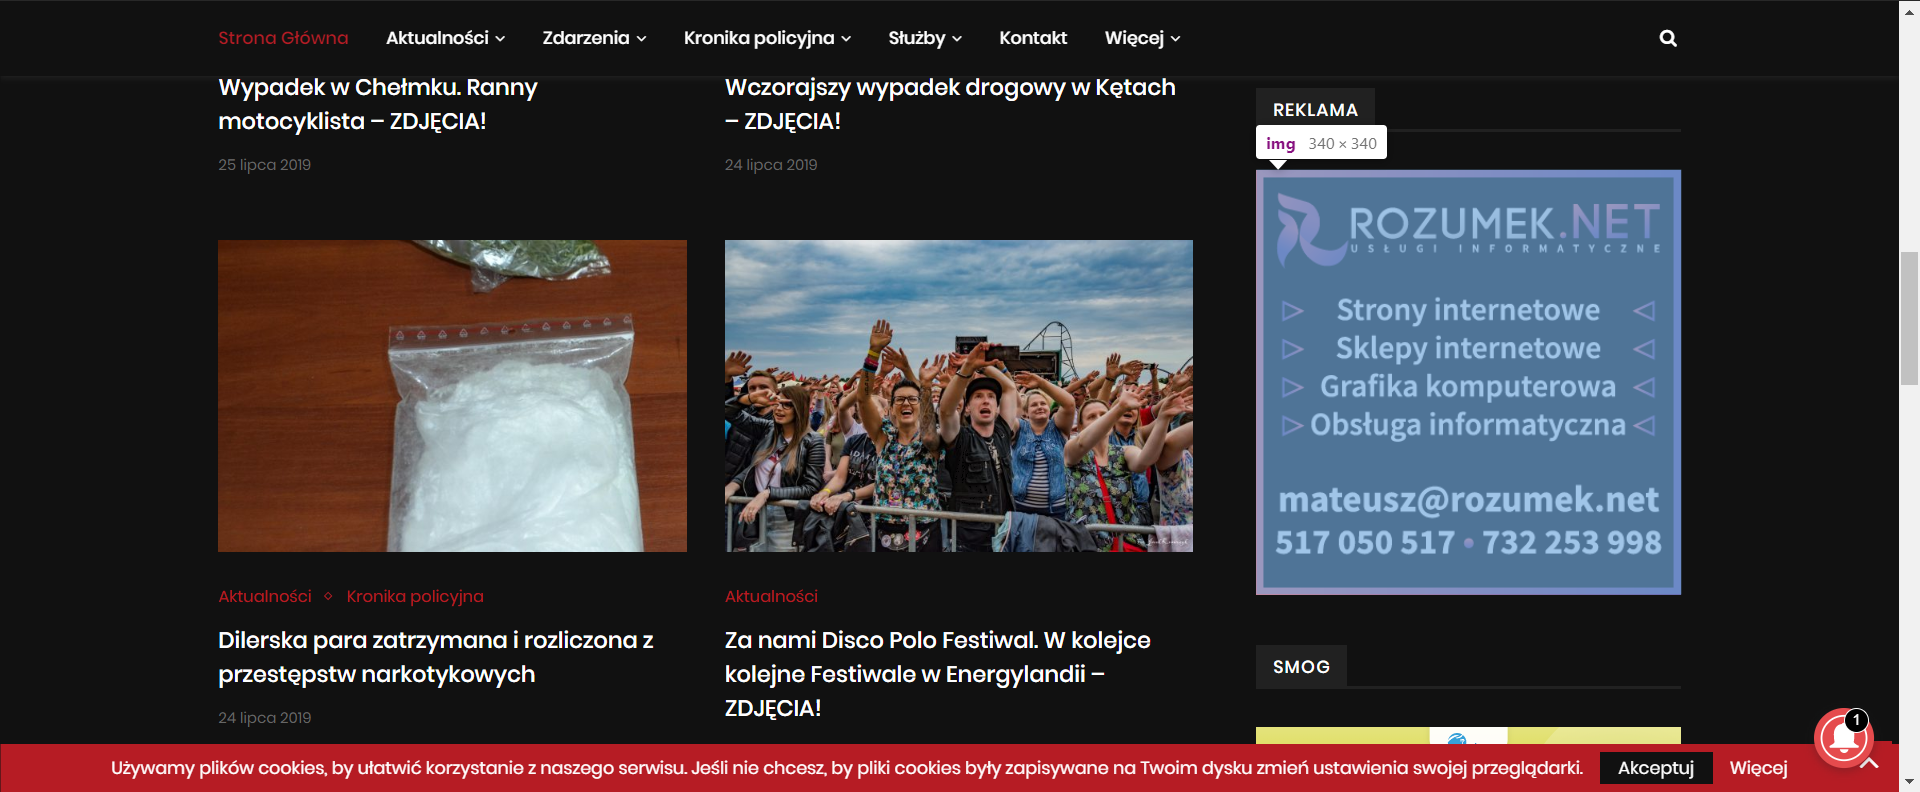 Strona Główna Aktualności Zdarzenia Kronika policyjna Służby Kontakt Więcej
Wypadek w Chełmku. Ranny
motocyklista – ZDJĘCIA!
25 lipca 2019
Wczorajszy wypadek drogowy w Kętach
– ZDJĘCIA!
24 lipca 2019
Aktualności Kronika policyjna
Dilerska para zatrzymana i rozliczona z
przestępstw narkotykowych
24 lipca 2019
Aktualności
Za nami Disco Polo Festiwal. W kolejce
kolejne Festiwale w Energylandii –
ZDJĘCIA!
REKLAMA
img 340 × 340
ROZUMEK.NET
USŁUGI INFORMATYCZNE
Strony internetowe
Sklepy internetowe
Grafika komputerowa
Obsługa informatyczna
mateusz@rozumek.net
517 050 517 • 732 253 998
SMOG
1
Używamy plików cookies, by ułatwić korzystanie z naszego serwisu. Jeśli nie chcesz, by pliki cookies były zapisywane na Twoim dysku zmień ustawienia swojej przeglądarki. Akceptuj Więcej